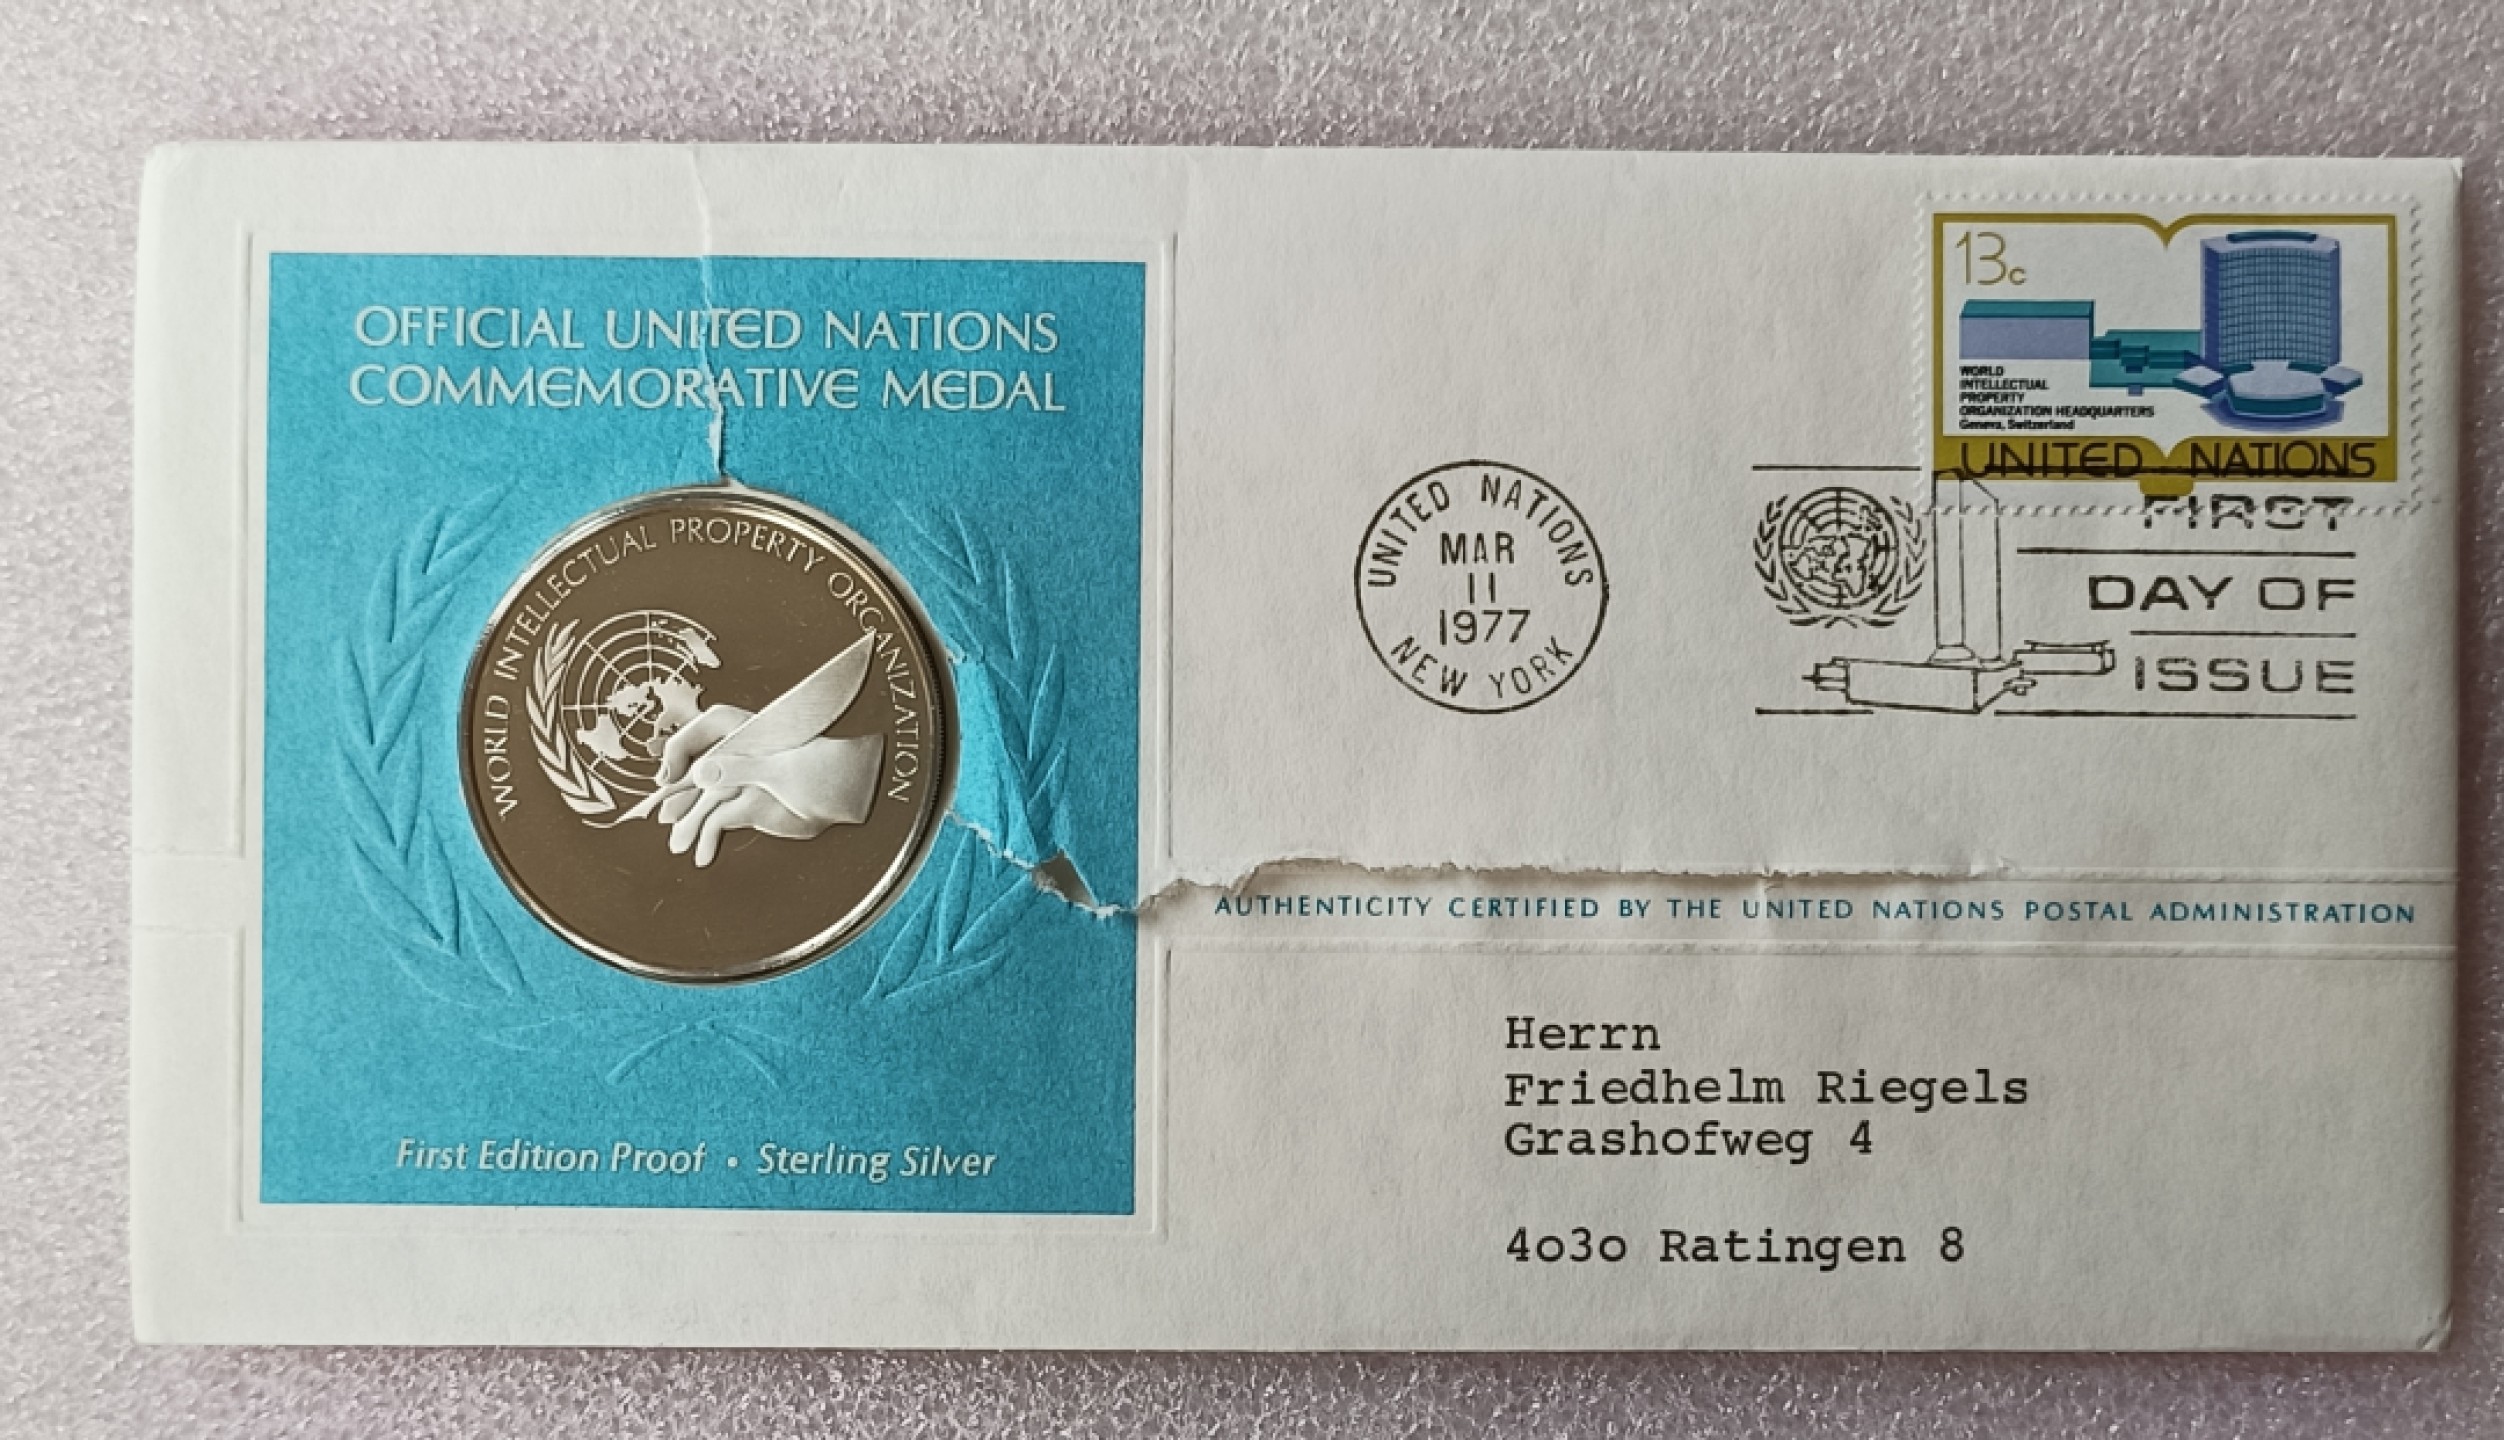 OFFICIAL UNITED NATIONS
COMMEMORATIVE MEDAL
WORLD INTELLECTUAL PROPERTY ORGANIZATION
First Edition Proof • Sterling Silver
13c
WORLD
INTELLECTUAL
PROPERTY
ORGANIZATION HEADQUARTERS
Geneva, Switzerland
UNITED NATIONS
UNITED NATIONS
MAR
11
1977
NEW YORK
FIRST
DAY OF
ISSUE
AUTHENTICITY CERTIFIED BY THE UNITED NATIONS POSTAL ADMINISTRATION
Herrn
Friedhelm Riegels
Grashofweg 4
4o3o Ratingen 8